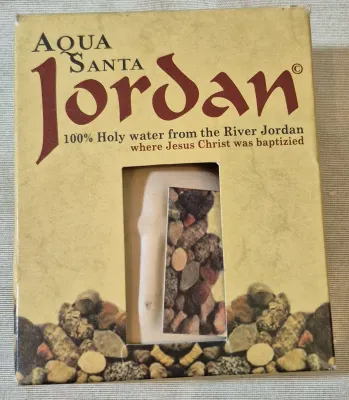 AQUA
SANTA
Jordan©
100% Holy water from the River Jordan
where Jesus Christ was baptizied